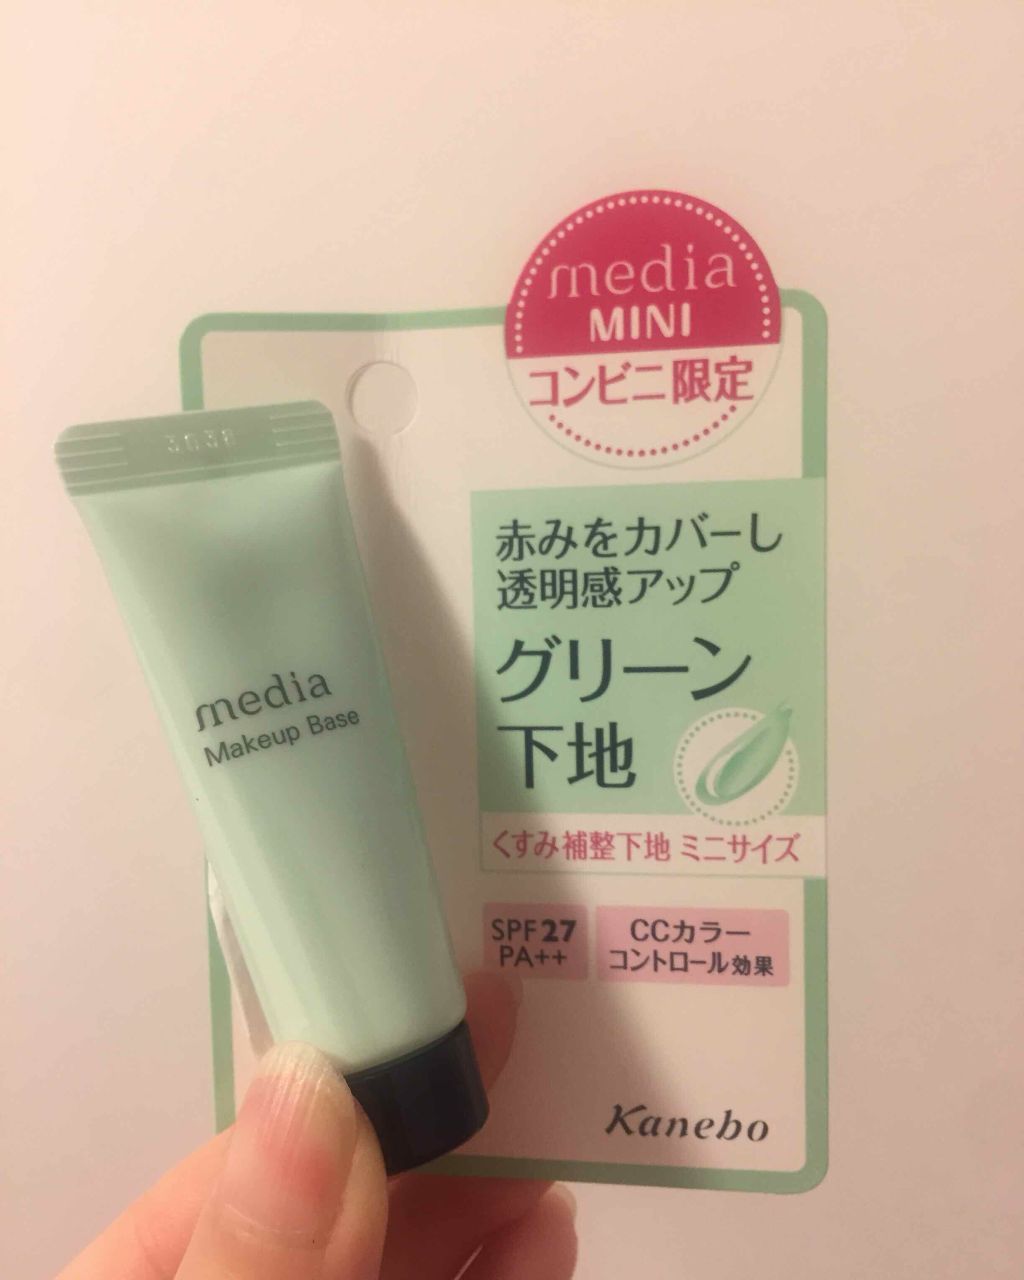 media
MINI
コンビニ限定
赤みをカバーし
透明感アップ
グリーン
下地
くすみ補整下地 ミニサイズ
SPF27
PA++
CCカラー
コントロール効果
Kanebo
media
Makeup Base